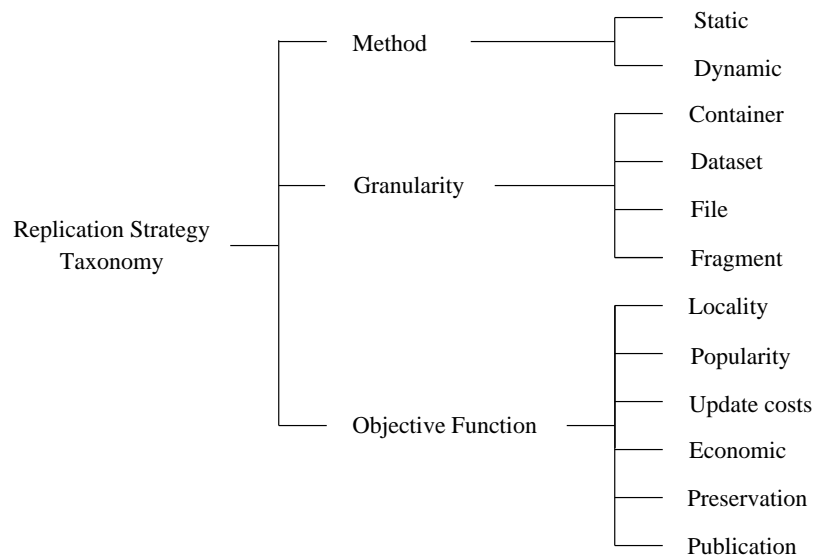 Replication Strategy
Taxonomy
Method
Static
Dynamic
Granularity
Container
Dataset
File
Fragment
Objective Function
Locality
Popularity
Update costs
Economic
Preservation
Publication